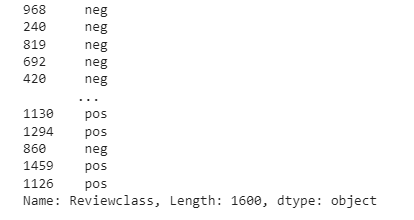 968 neg
240 neg
819 neg
692 neg
420 neg
...
1130 pos
1294 pos
860 neg
1459 pos
1126 pos
Name: Reviewclass, Length: 1600, dtype: object